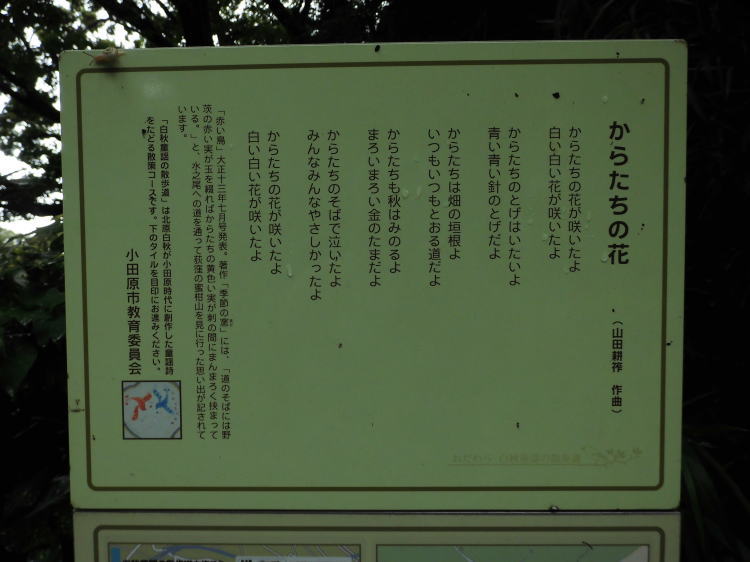 からたちの花
（山田耕筰　作曲）
からたちの花が咲いたよ
白い白い花が咲いたよ
からたちのとげはいたいよ
青い青い針のとげだよ
からたちは畑の垣根よ
いつもいつもとおる道だよ
からたちも秋はみのるよ
まろいまろい金のたまだよ
からたちのそばで泣いたよ
みんなみんなやさしかったよ
からたちの花が咲いたよ
白い白い花が咲いたよ
「赤い鳥」大正十三年七月号発表。著作「季節の窓」には、「道のそばには野
茨の赤い実が玉を綴ればからたちの黄色い実が刺の間にまんまろく挟まって
いる。」と、水之尾への道を通って荻窪の蜜柑山を見に行った思い出が記されて
います。
「白秋童謡の散歩道」は北原白秋が小田原時代に創作した童謡詩
をたどる散策コースです。下のタイルを目印にお進みください。
小田原市教育委員会